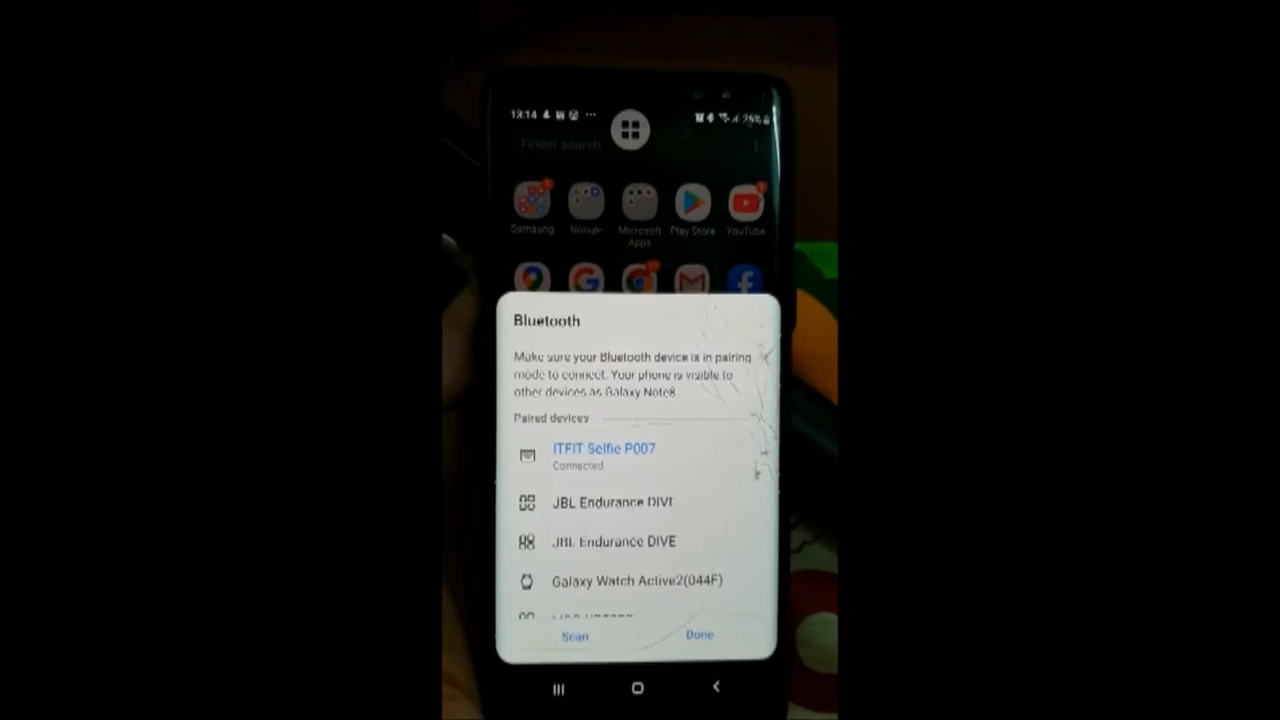 13:14
Finder search
Samsung
Google
Microsoft
Apps
Play Store
YouTube
Bluetooth
Make sure your Bluetooth device is in pairing
mode to connect. Your phone is visible to
other devices as Galaxy Note8
Paired devices
ITFIT Selfie P007
Connected
JBL Endurance DIVE
JBL Endurance DIVE
Galaxy Watch Active2(044F)
Scan
Done